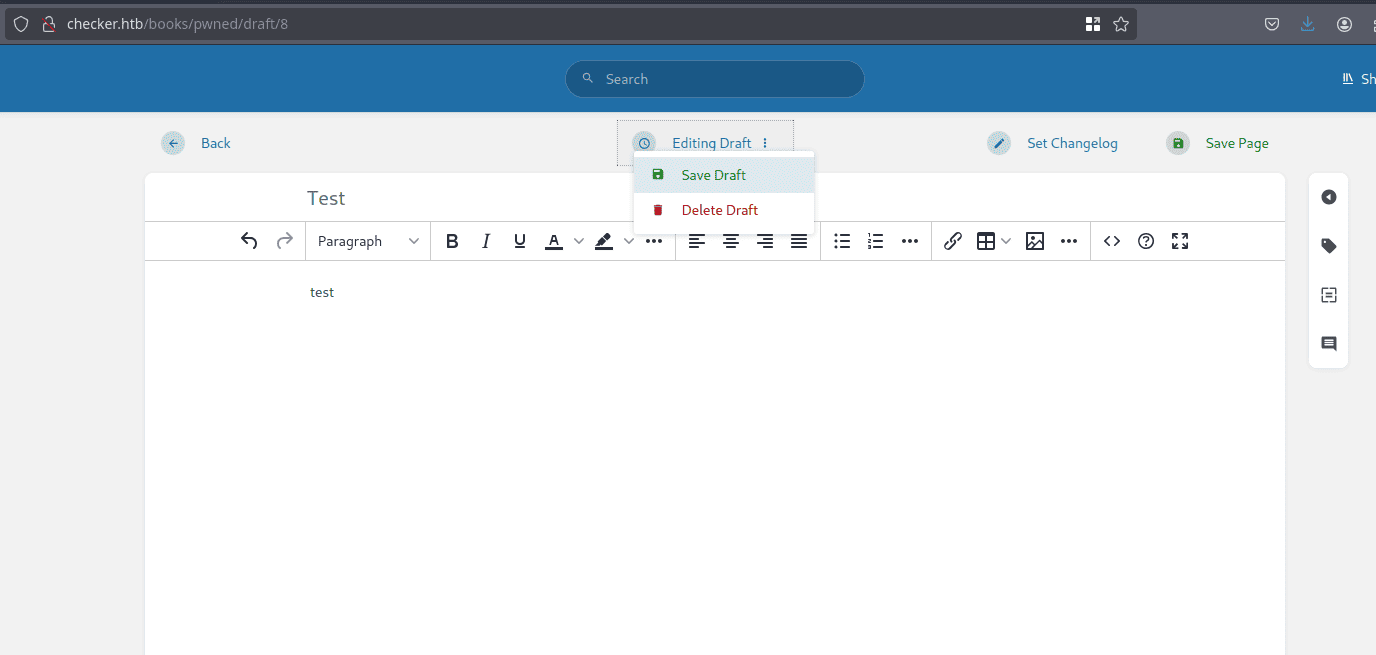 checker.htb/books/pwned/draft/8
Search
Sh
Back
Editing Draft
Set Changelog
Save Page
Save Draft
Delete Draft
Test
Paragraph
B I U A
test